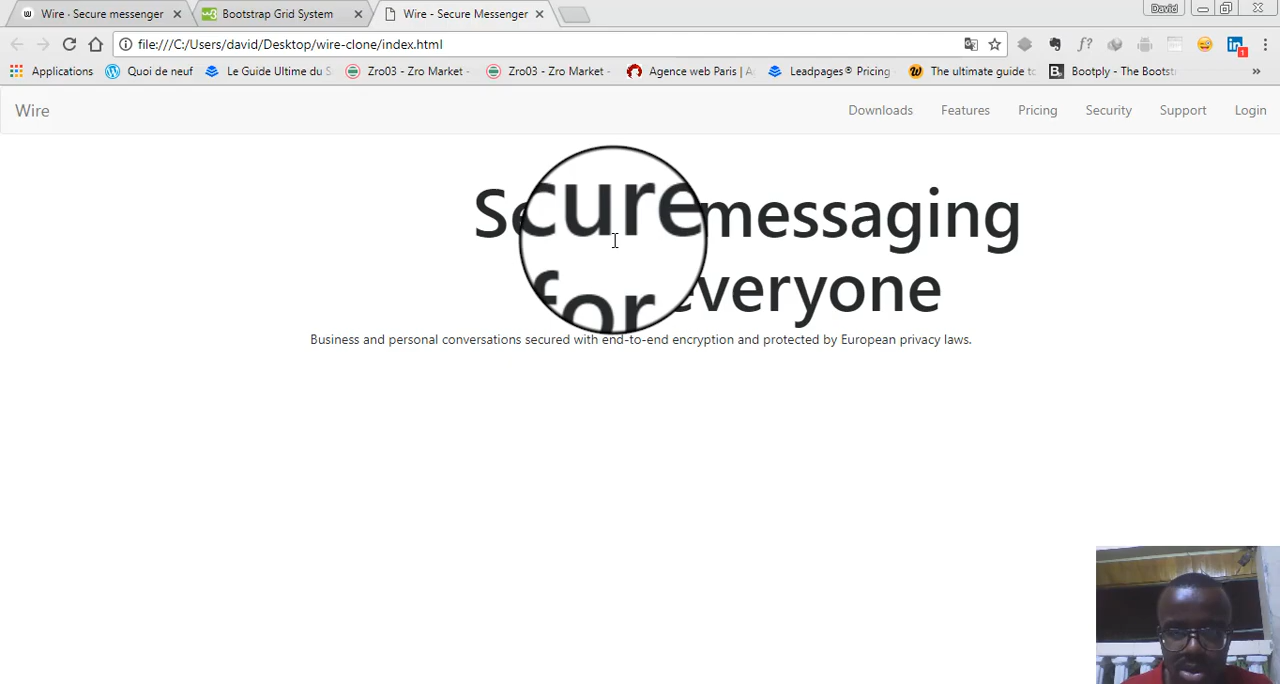 Wire - Secure messenger
Bootstrap Grid System
Wire - Secure Messenger
David
file:///C:/Users/david/Desktop/wire-clone/index.html
f?
1
Applications
Quoi de neuf
Le Guide Ultime du S
Zro03 - Zro Market -
Zro03 - Zro Market -
Agence web Paris | A
Leadpages® Pricing
The ultimate guide to
B
Bootply - The Bootst
»
Wire
Downloads
Features
Pricing
Security
Support
Login
Secure messaging
for everyone
Business and personal conversations secured with end-to-end encryption and protected by European privacy laws.